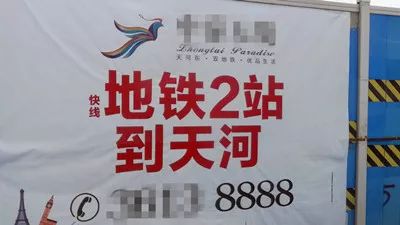 Zhongtai Paradise
天河东·双地铁·优品生活
快线
地铁2站
到天河
8888